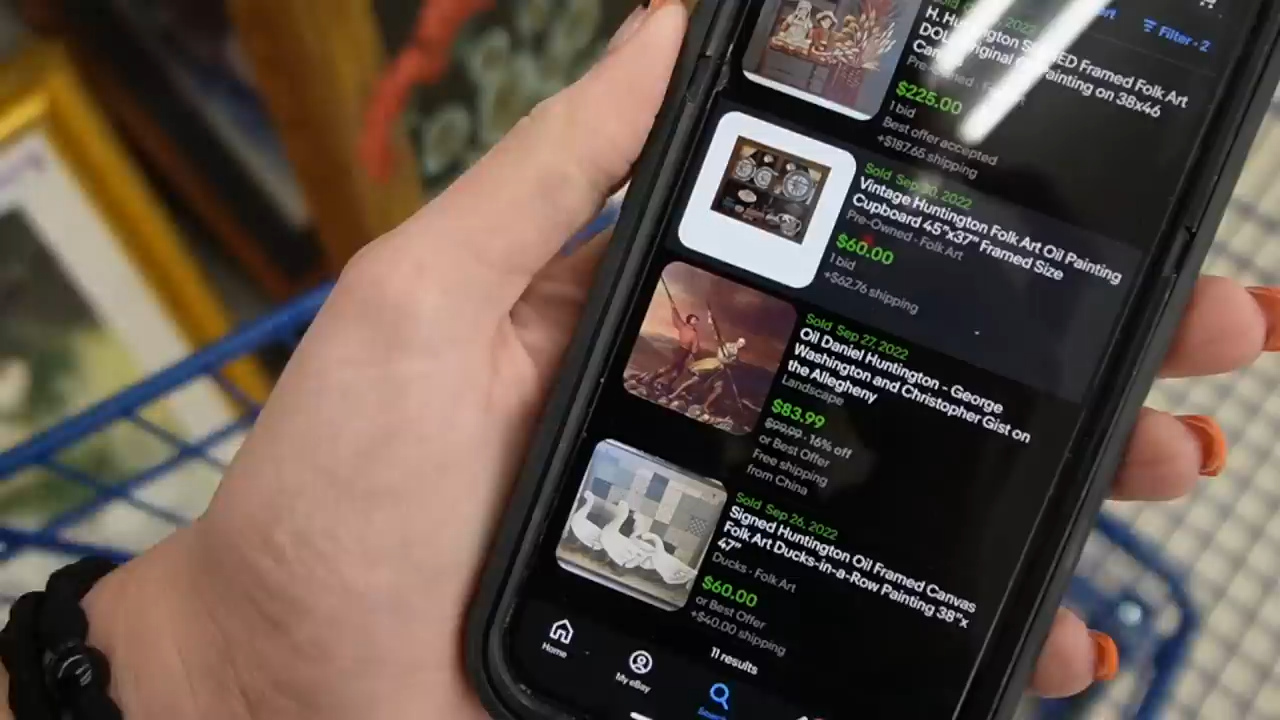 Filter · 2
H. Huntington SIGNED Framed Folk Art
Painting on 38x46
$225.00
1 bid
Best offer accepted
+$187.65 shipping
Sold Sep 30, 2022
Vintage Huntington Folk Art Oil Painting
Cupboard 45"x37" Framed Size
Pre-Owned · Folk Art
$60.00
1 bid
+$62.76 shipping
Sold Sep 27, 2022
Oil Daniel Huntington - George
Washington and Christopher Gist on
the Allegheny
Landscape
$83.99
$99.99 · 16% off
or Best Offer
Free shipping
from China
Sold Sep 26, 2022
Signed Huntington Oil Framed Canvas
Folk Art Ducks-in-a-Row Painting 38"x
47"
Ducks · Folk Art
$60.00
or Best Offer
+$40.00 shipping
11 results
Home
My eBay
Search